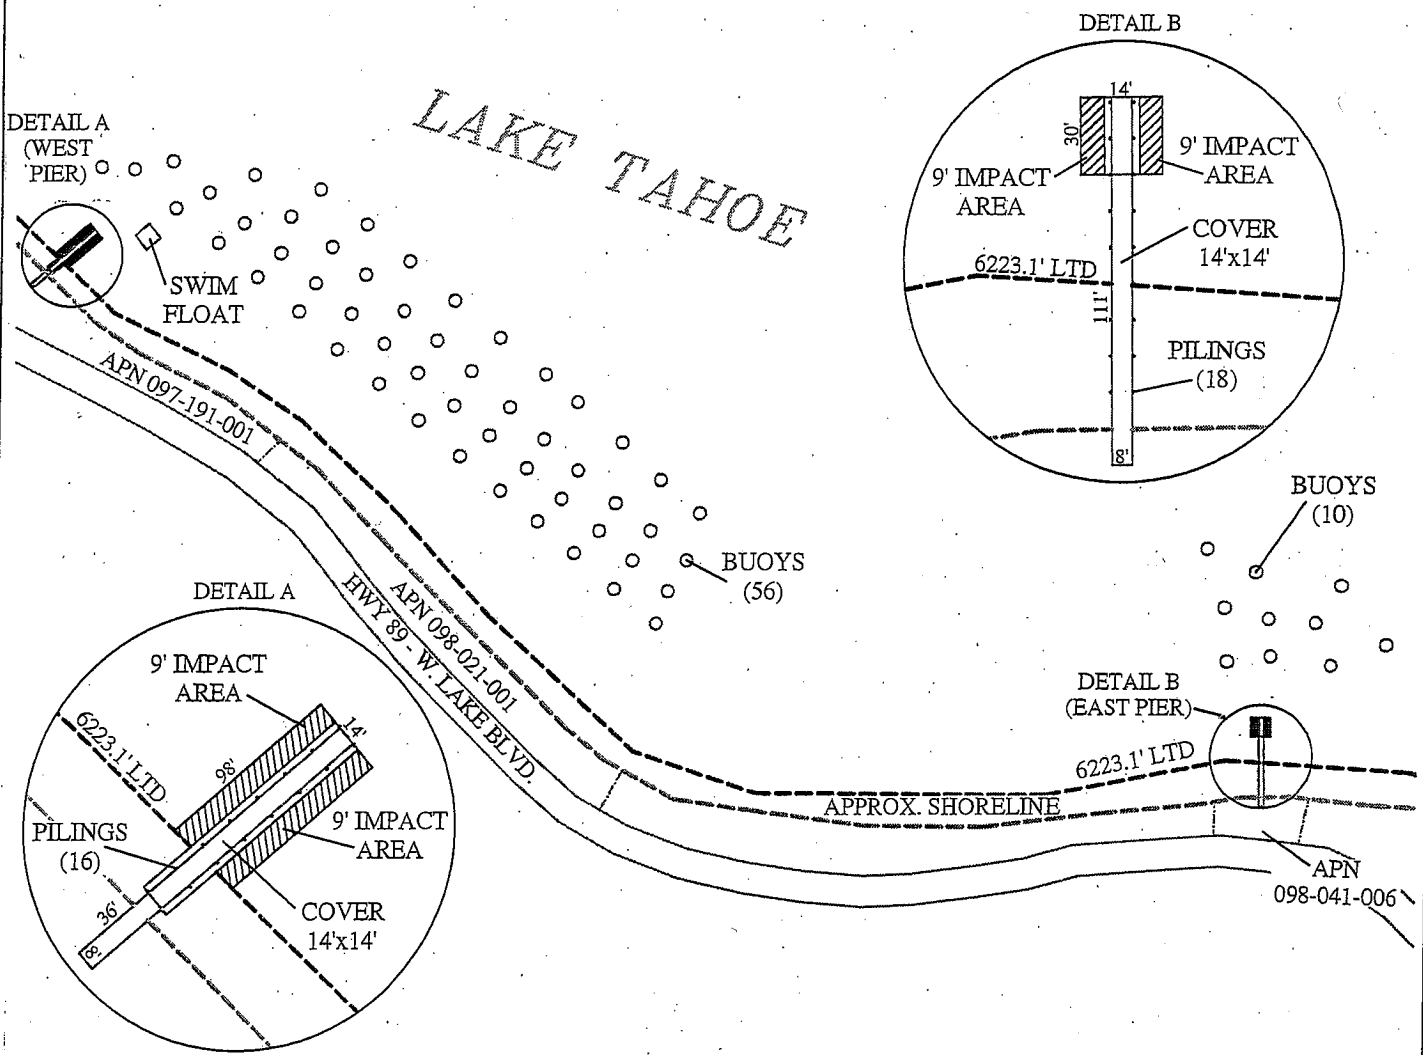 DETAIL B
14'
30'
9' IMPACT
AREA
9' IMPACT
AREA
COVER
14'x14'
6223.1' LTD
111'
PILINGS
(18)
8'
LAKE TAHOE
DETAIL A
(WEST
PIER)
SWIM
FLOAT
APN 097-191-001
BUOYS
(56)
BUOYS
(10)
APN 098-021-001
HWY 89 - W. LAKE BLVD.
DETAIL B
(EAST PIER)
6223.1' LTD
APPROX. SHORELINE
APN
098-041-006
DETAIL A
9' IMPACT
AREA
14'
98'
6223.1' LTD
PILINGS
(16)
9' IMPACT
AREA
36'
8'
COVER
14'x14'